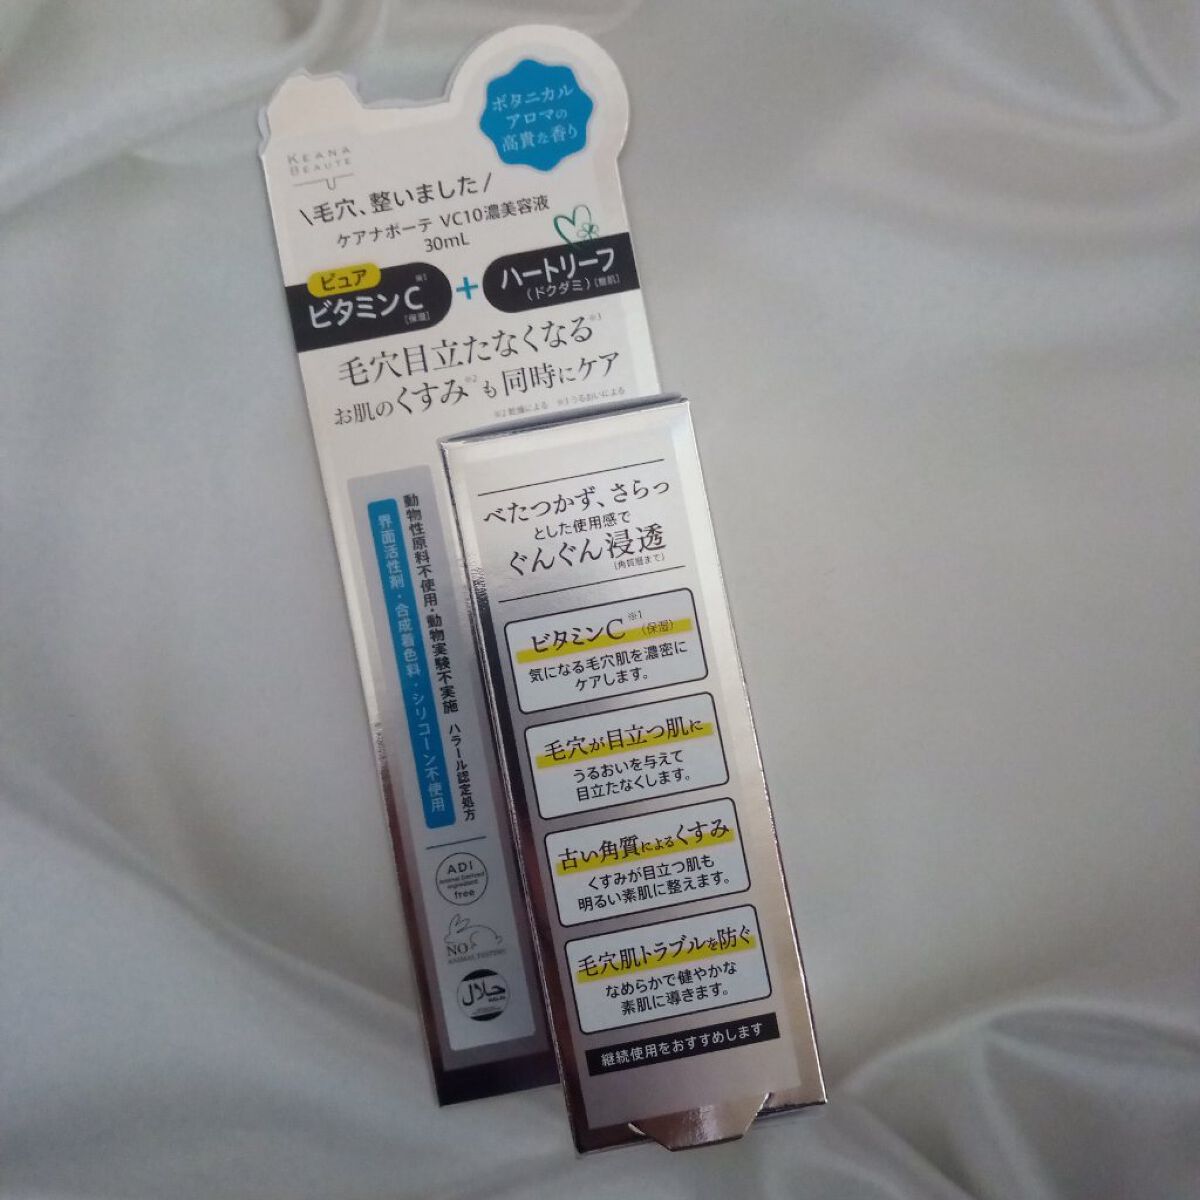 ボタニカル
アロマの
高貴な香り
KEANA
BEAUTE
\毛穴、整いました/
ケアナボーテ VC10濃美容液
30mL
ピュア
ビタミンC※1
[保湿]
+
ハートリーフ
(ドクダミ)[整肌]
毛穴目立たなくなる※3
お肌のくすみ※2も同時にケア
※2 乾燥による ※3 うるおいによる
動物性原料不使用・動物実験不実施 ハラール認定処方
界面活性剤・合成着色料・シリコーン不使用
ADI
Animal Derived
Ingredient
free
NO
ANIMAL TESTING
حلال
HALAL
べたつかず、さらっ
とした使用感で
ぐんぐん浸透
(角質層まで)
ビタミンC※1(保湿)
気になる毛穴肌を濃密に
ケアします。
毛穴が目立つ肌に
うるおいを与えて
目立たなくします。
古い角質によるくすみ
くすみが目立つ肌も
明るい素肌に整えます。
毛穴肌トラブルを防ぐ
なめらかで健やかな
素肌に導きます。
継続使用をおすすめします